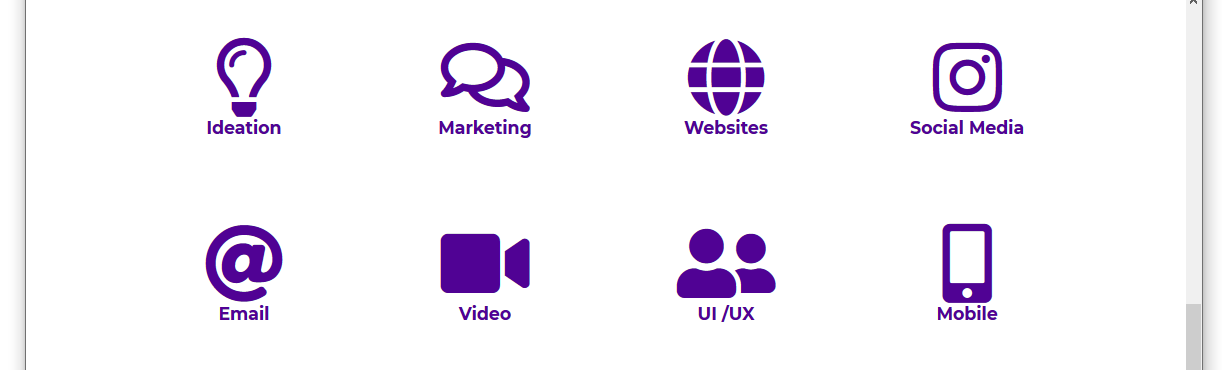 Ideation
Marketing
Websites
Social Media
Email
Video
UI /UX
Mobile